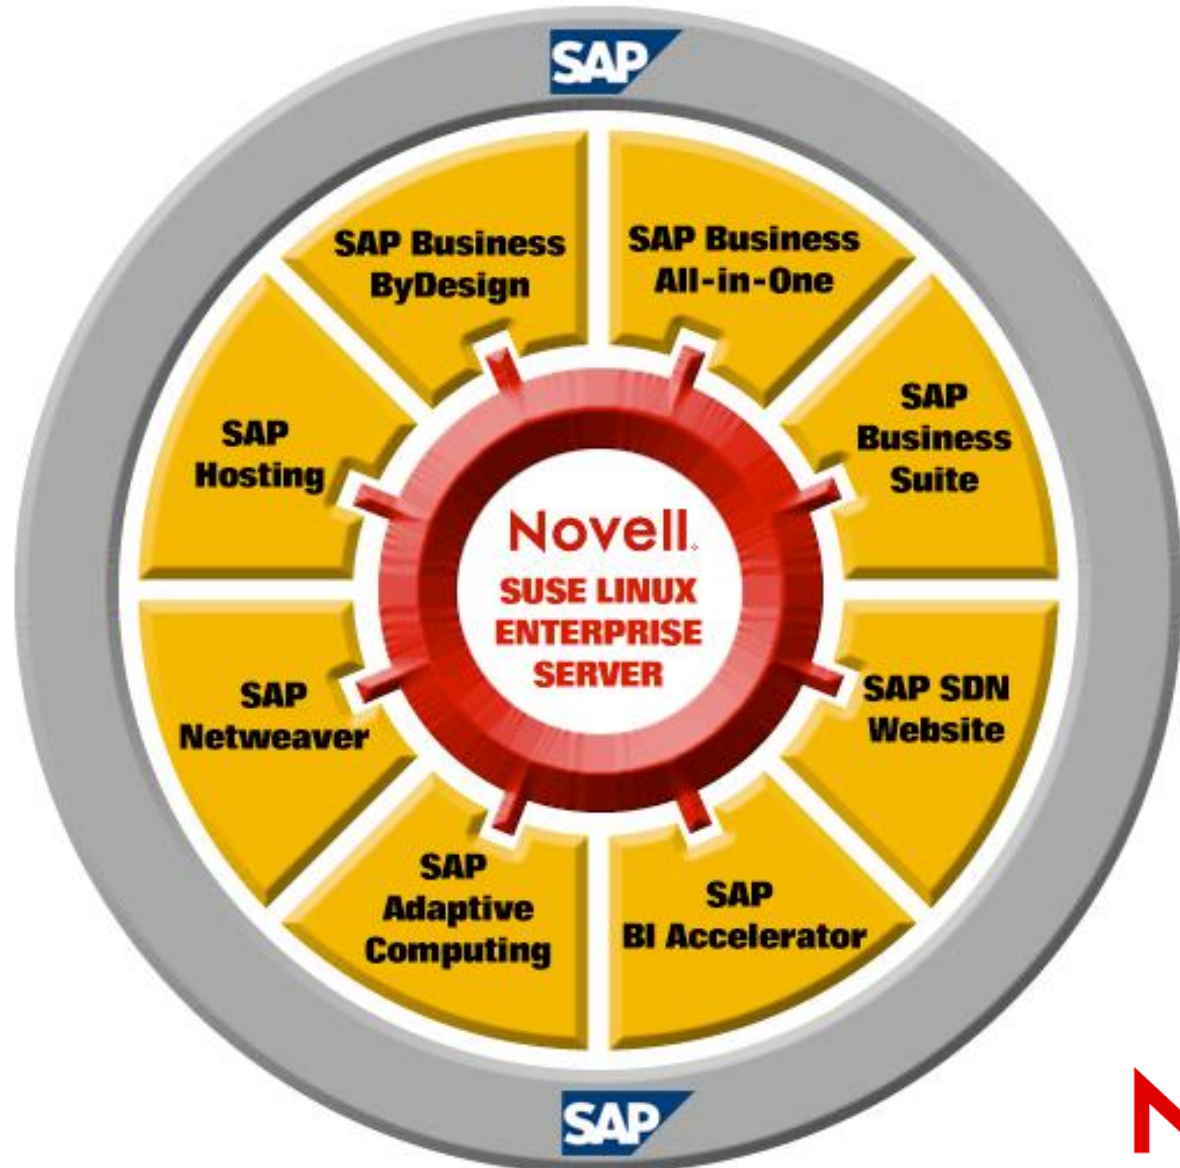 SAP
SAP Business
ByDesign
SAP Business
All-in-One
SAP
Business
Suite
SAP
Hosting
Novell
SUSE LINUX
ENTERPRISE
SERVER
SAP SDN
Website
SAP
Netweaver
SAP
Adaptive
Computing
SAP
BI Accelerator
SAP
N